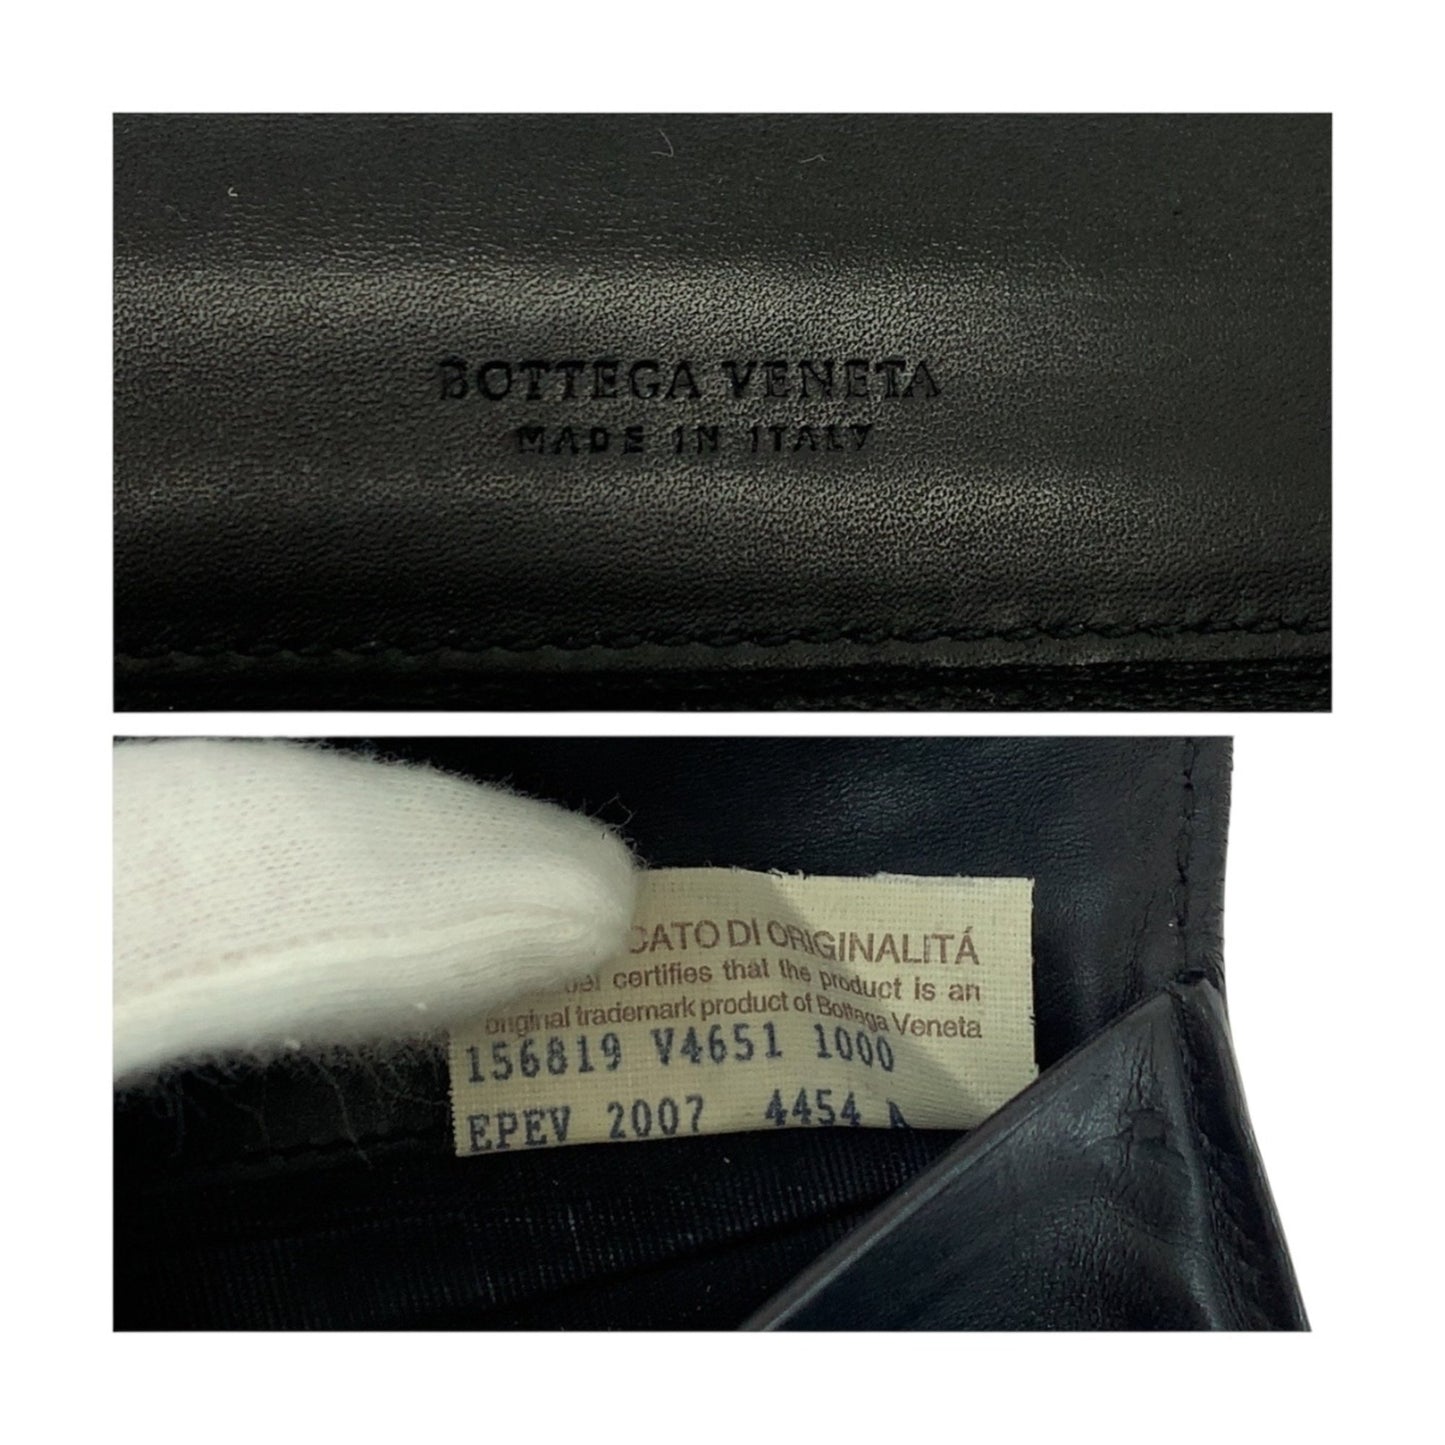 BOTTEGA VENETA
MADE IN ITALY
CATO DI ORIGINALITÁ
certifies that the product is an
original trademark product of Bottega Veneta
156819 V4651 1000
EPEV 2007 4454 A